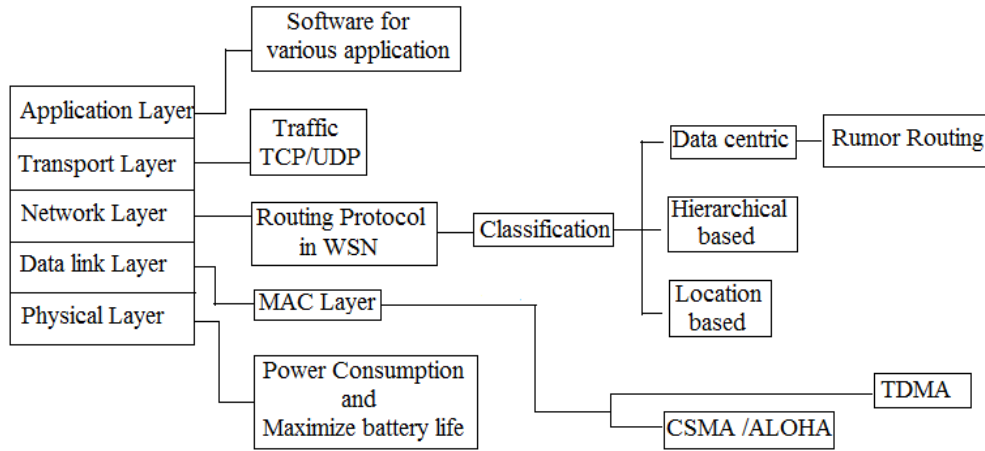 Software for
various application
Application Layer
Traffic
TCP/UDP
Transport Layer
Data centric
Rumor Routing
Network Layer
Routing Protocol
in WSN
Classification
Hierarchical
based
Data link Layer
MAC Layer
Location
based
Physical Layer
Power Consumption
and
Maximize battery life
TDMA
CSMA /ALOHA